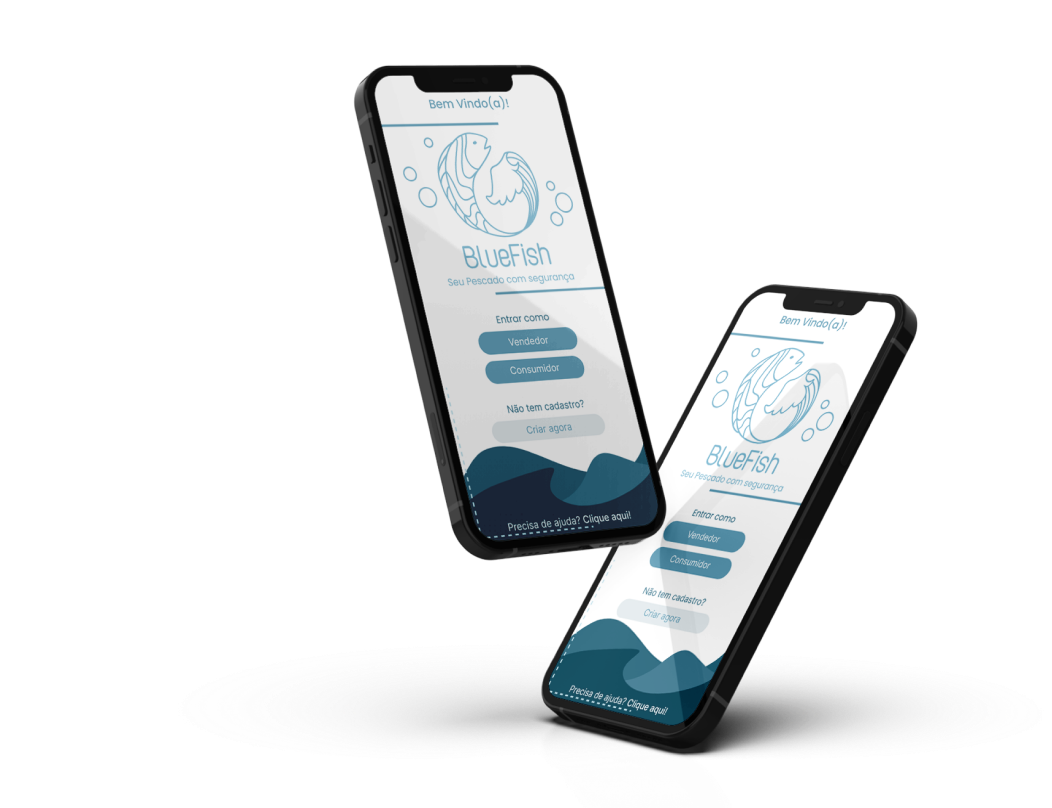 Bem Vindo(a)!
BlueFish
Seu Pescado com segurança
Entrar como
Vendedor
Consumidor
Não tem cadastro?
Criar agora
Precisa de ajuda? Clique aqui!
Bem Vindo(a)!
BlueFish
Seu Pescado com segurança
Entrar como
Vendedor
Consumidor
Não tem cadastro?
Criar agora
Precisa de ajuda? Clique aqui!